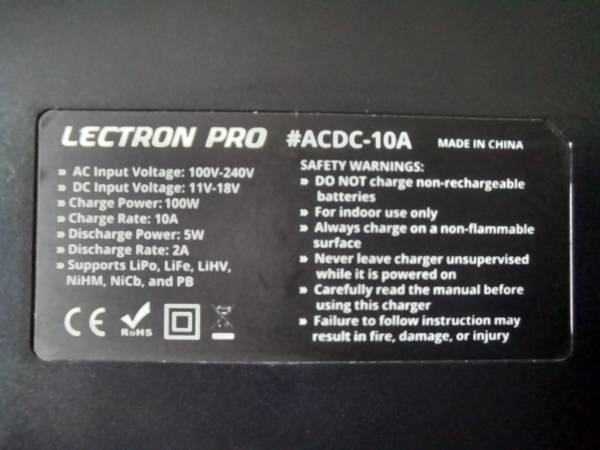 LECTRON PRO #ACDC-10A MADE IN CHINA
» AC Input Voltage: 100V-240V
» DC Input Voltage: 11V-18V
» Charge Power: 100W
» Charge Rate: 10A
» Discharge Power: 5W
» Discharge Rate: 2A
» Supports LiPo, LiFe, LiHV,
NiHM, NiCb, and PB
CE RoHS
SAFETY WARNINGS:
» DO NOT charge non-rechargeable
batteries
» For indoor use only
» Always charge on a non-flammable
surface
» Never leave charger unsupervised
while it is powered on
» Carefully read the manual before
using this charger
» Failure to follow instruction may
result in fire, damage, or injury